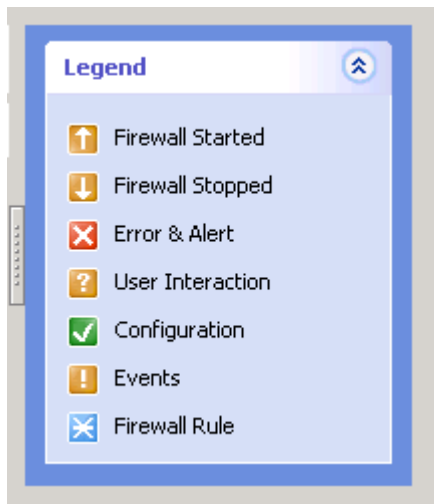 Legend
Firewall Started
Firewall Stopped
Error & Alert
User Interaction
Configuration
Events
Firewall Rule